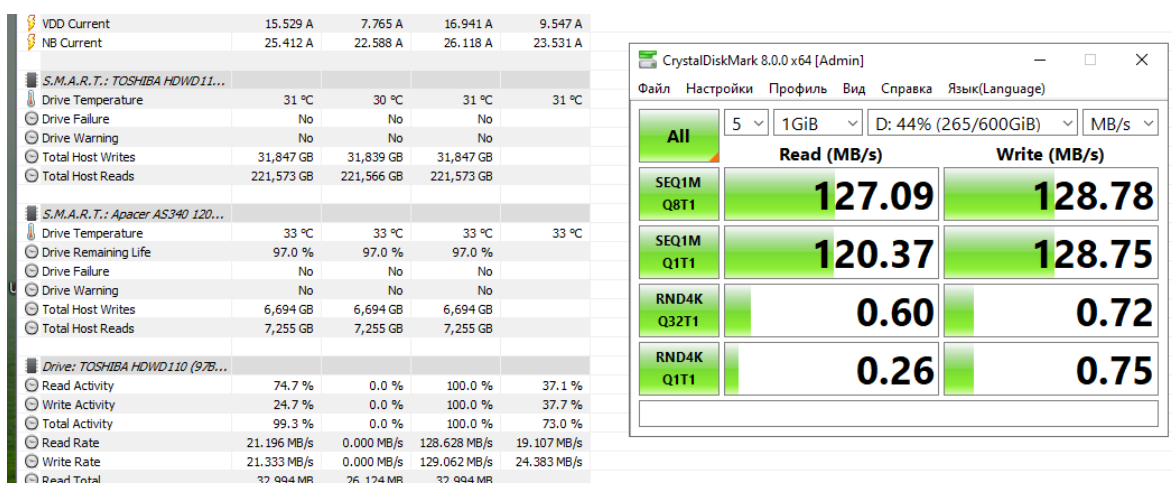 VDD Current 15.529 A 7.765 A 16.941 A 9.547 A
NB Current 25.412 A 22.588 A 26.118 A 23.531 A
S.M.A.R.T.: TOSHIBA HDWD11...
Drive Temperature 31 °C 30 °C 31 °C 31 °C
Drive Failure No No No
Drive Warning No No No
Total Host Writes 31,847 GB 31,839 GB 31,847 GB
Total Host Reads 221,573 GB 221,566 GB 221,573 GB
S.M.A.R.T.: Apacer AS340 120...
Drive Temperature 33 °C 33 °C 33 °C 33 °C
Drive Remaining Life 97.0 % 97.0 % 97.0 %
Drive Failure No No No
Drive Warning No No No
Total Host Writes 6,694 GB 6,694 GB 6,694 GB
Total Host Reads 7,255 GB 7,255 GB 7,255 GB
Drive: TOSHIBA HDWD110 (97B...
Read Activity 74.7 % 0.0 % 100.0 % 37.1 %
Write Activity 24.7 % 0.0 % 100.0 % 37.7 %
Total Activity 99.3 % 0.0 % 100.0 % 73.0 %
Read Rate 21.196 MB/s 0.000 MB/s 128.628 MB/s 19.107 MB/s
Write Rate 21.333 MB/s 0.000 MB/s 129.062 MB/s 24.383 MB/s
Read Total 32,994 MB 26,124 MB 32,994 MB
CrystalDiskMark 8.0.0 x64 [Admin]
Файл Настройки Профиль Вид Справка Язык(Language)
All 5 1GiB D: 44% (265/600GiB) MB/s
Read (MB/s) Write (MB/s)
SEQ1M
Q8T1 127.09 128.78
SEQ1M
Q1T1 120.37 128.75
RND4K
Q32T1 0.60 0.72
RND4K
Q1T1 0.26 0.75